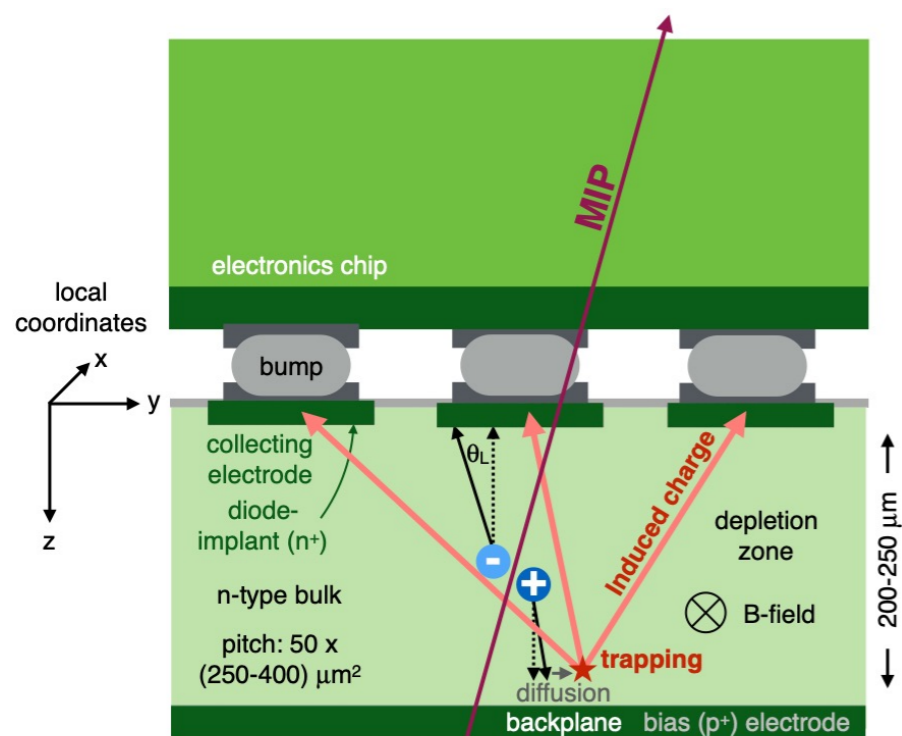 MIP
electronics chip
local
coordinates
x
y
z
bump
collecting
electrode
diode-
implant (n⁺)
θL
-
+
Induced charge
depletion
zone
200-250 μm
n-type bulk
B-field
pitch: 50 x
(250-400) μm²
trapping
diffusion
backplane bias (p⁺) electrode